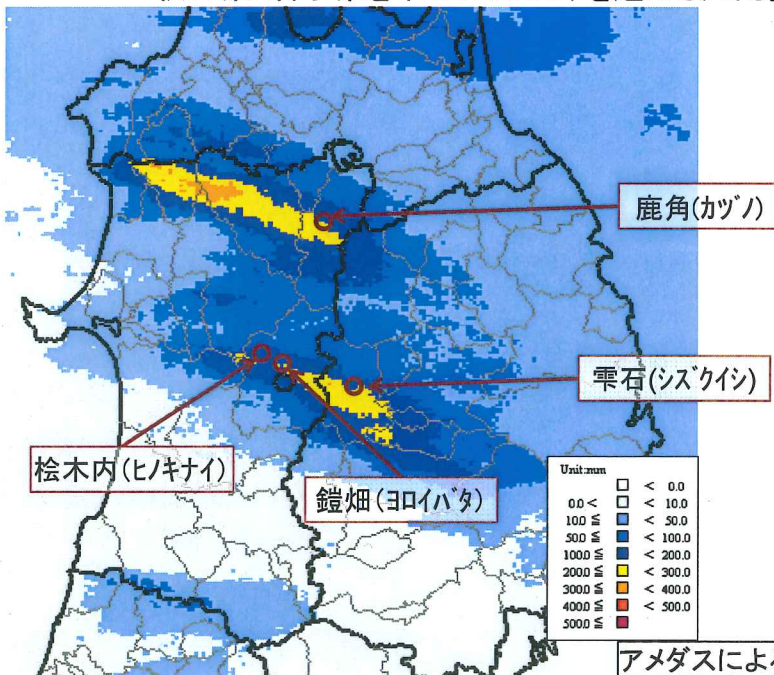 鹿角(カヅノ)
雫石(シズクイシ)
桧木内(ヒノキナイ)
鎧畑(ヨロイバタ)
Unit:mm
< 0.0
0.0 < < 10.0
10.0 ≦ < 50.0
50.0 ≦ < 100.0
100.0 ≦ < 200.0
200.0 ≦ < 300.0
300.0 ≦ < 400.0
400.0 ≦ < 500.0
500.0 ≦
アメダスによ